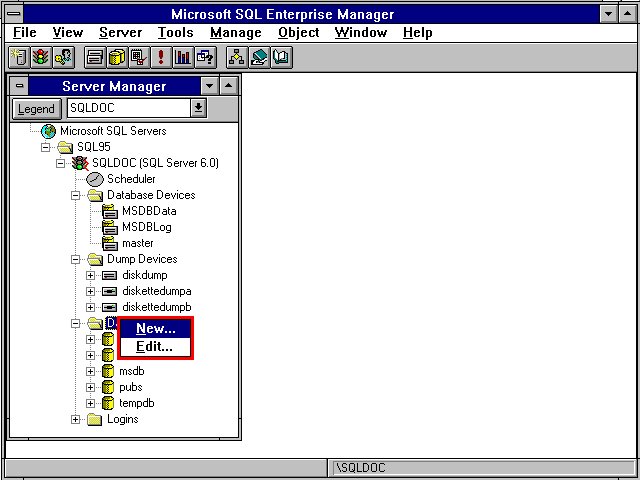 Microsoft SQL Enterprise Manager
File View Server Tools Manage Object Window Help
Server Manager
Legend SQLDOC
Microsoft SQL Servers
SQL95
SQLDOC (SQL Server 6.0)
Scheduler
Database Devices
MSDBData
MSDBLog
master
Dump Devices
diskdump
diskettedumpa
diskettedumpb
D
New...
Edit...
msdb
pubs
tempdb
Logins
\SQLDOC